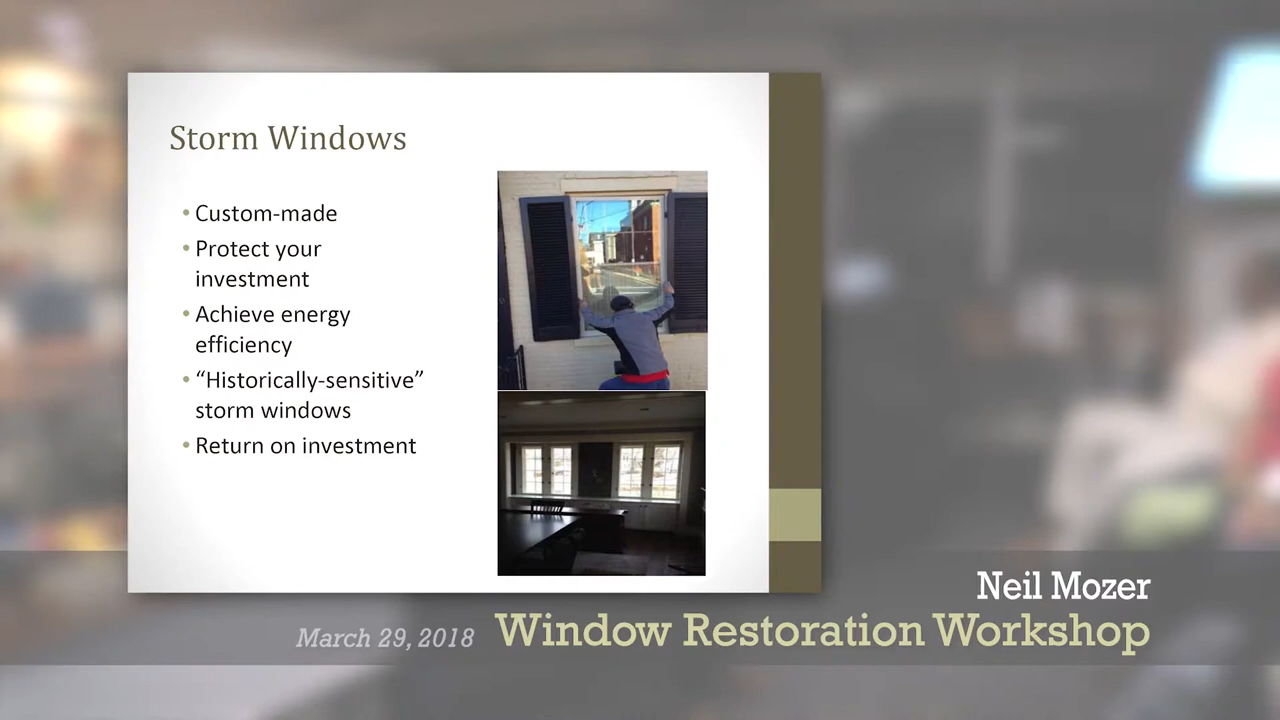 Storm Windows
• Custom-made
• Protect your
investment
• Achieve energy
efficiency
• “Historically-sensitive”
storm windows
• Return on investment
Neil Mozer
March 29, 2018 Window Restoration Workshop